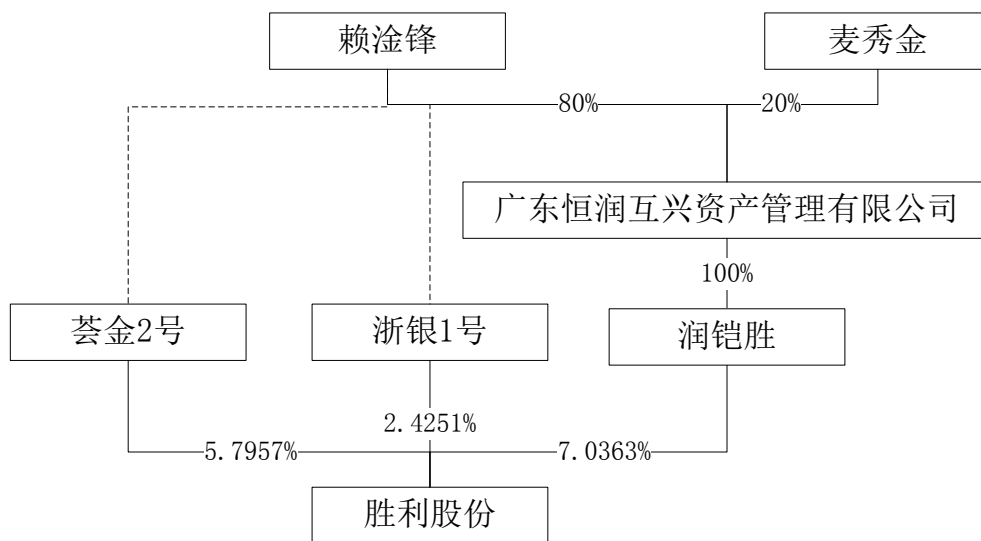 赖淦锋
麦秀金
80%
20%
广东恒润互兴资产管理有限公司
100%
荟金2号
浙银1号
润铠胜
2.4251%
5.7957%
7.0363%
胜利股份